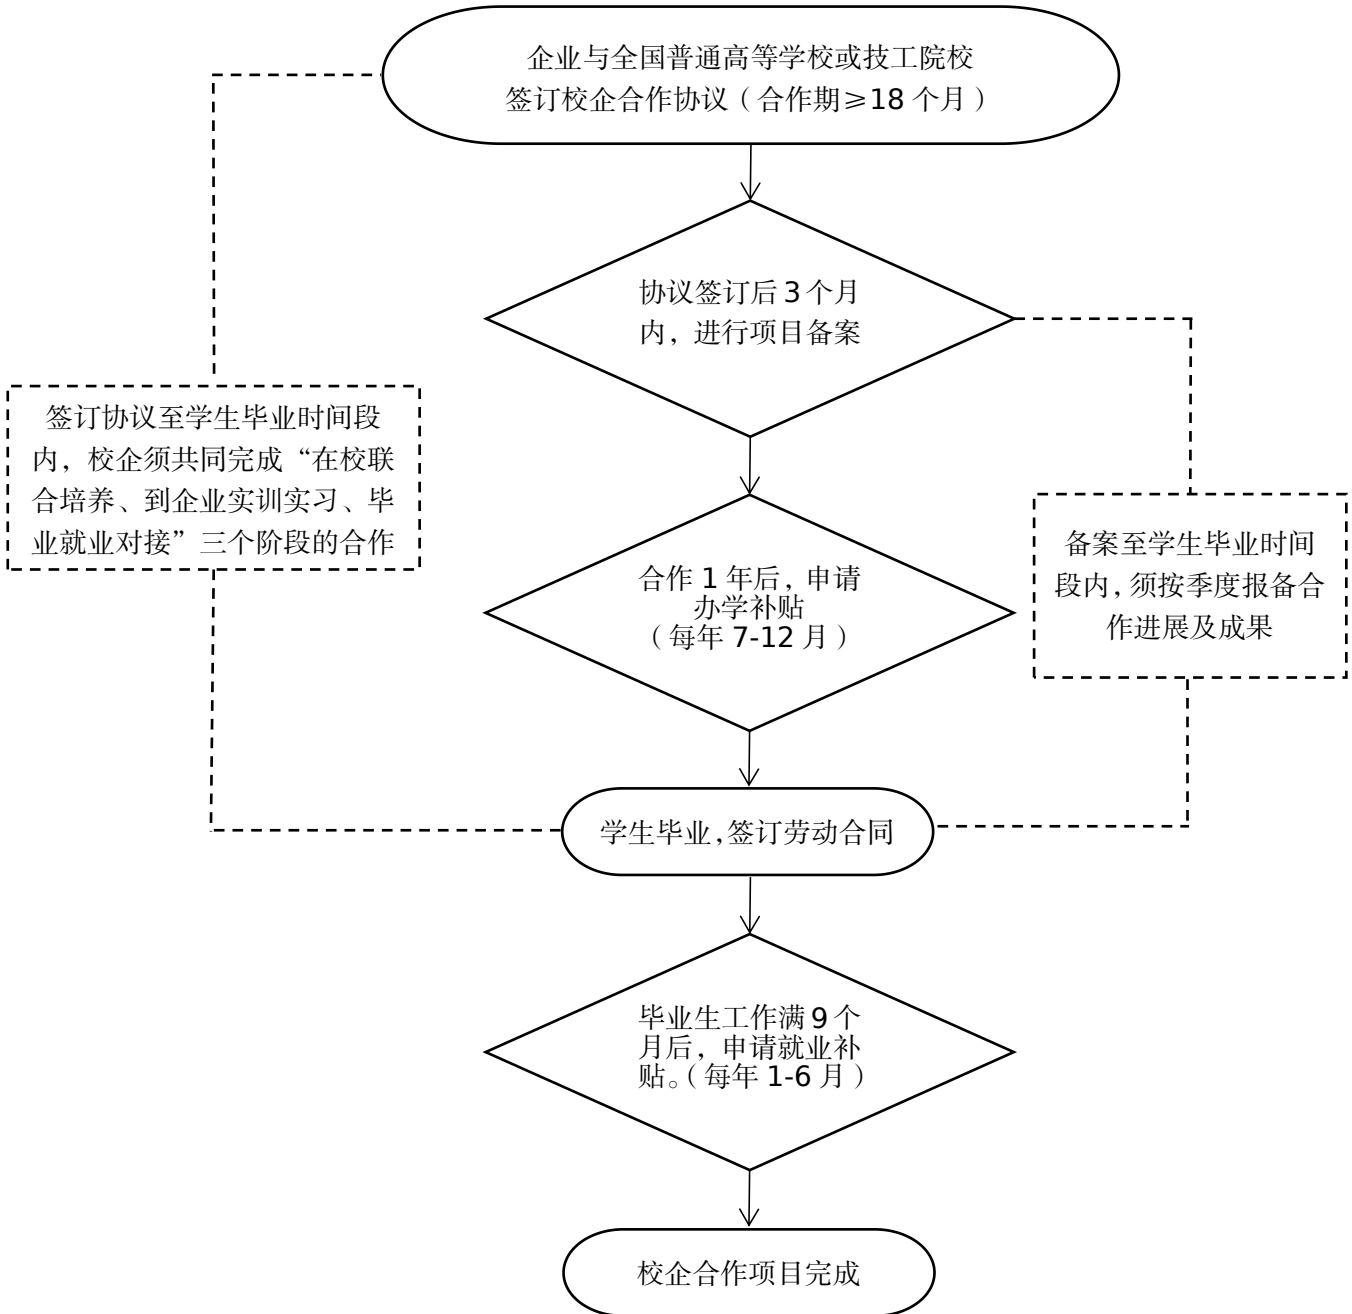 企业与全国普通高等学校或技工院校
签订校企合作协议（合作期≥18 个月）
协议签订后 3 个月
内，进行项目备案
签订协议至学生毕业时间段
内，校企须共同完成“在校联
合培养、到企业实训实习、毕
业就业对接”三个阶段的合作
合作 1 年后，申请
办学补贴
（每年 7-12 月）
备案至学生毕业时间
段内，须按季度报备合
作进展及成果
学生毕业，签订劳动合同
毕业生工作满 9 个
月后，申请就业补
贴。（每年 1-6 月）
校企合作项目完成